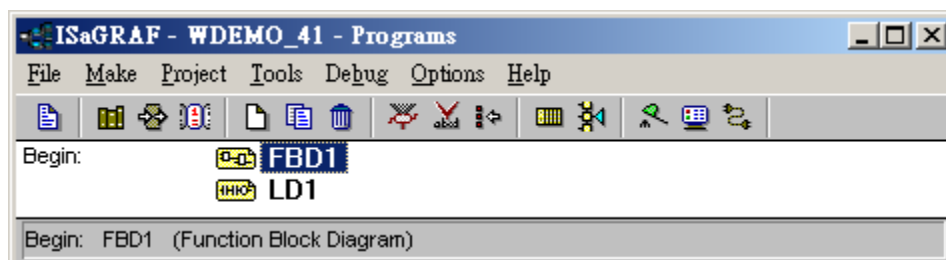 ISaGRAF - WDEMO_41 - Programs
File Make Project Tools Debug Options Help
Begin: FBD1
LD1
Begin: FBD1 (Function Block Diagram)